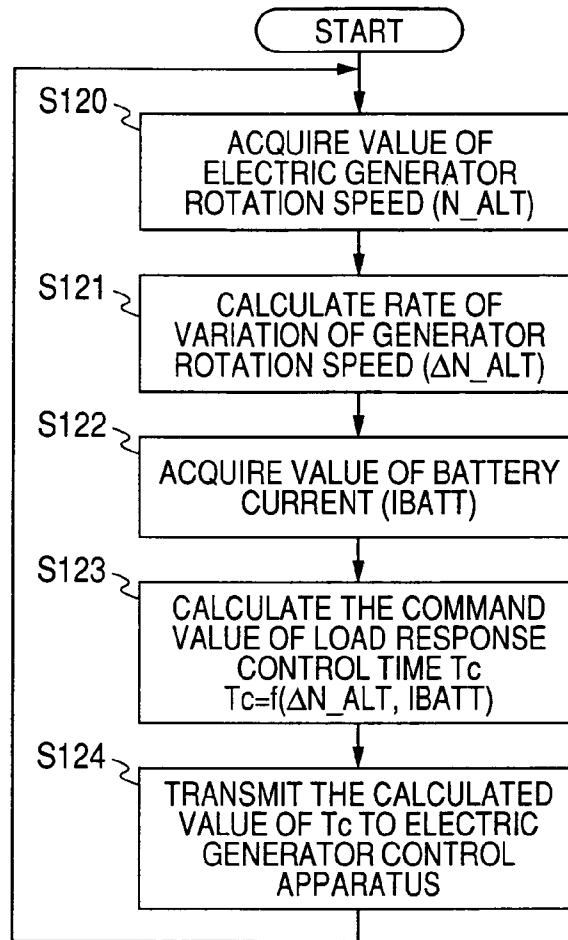 START
S120
ACQUIRE VALUE OF
ELECTRIC GENERATOR
ROTATION SPEED (N_ALT)
S121
CALCULATE RATE OF
VARIATION OF GENERATOR
ROTATION SPEED (ΔN_ALT)
S122
ACQUIRE VALUE OF BATTERY
CURRENT (IBATT)
S123
CALCULATE THE COMMAND
VALUE OF LOAD RESPONSE
CONTROL TIME Tc
Tc=f(ΔN_ALT, IBATT)
S124
TRANSMIT THE CALCULATED
VALUE OF Tc TO ELECTRIC
GENERATOR CONTROL
APPARATUS